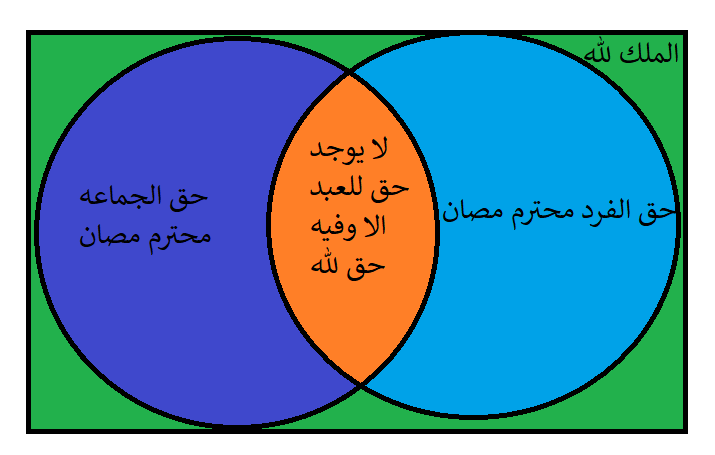 الملك لله
حق الفرد محترم مصان
لا يوجد
حق للعبد
الا وفيه
حق لله
حق الجماعه
محترم مصان